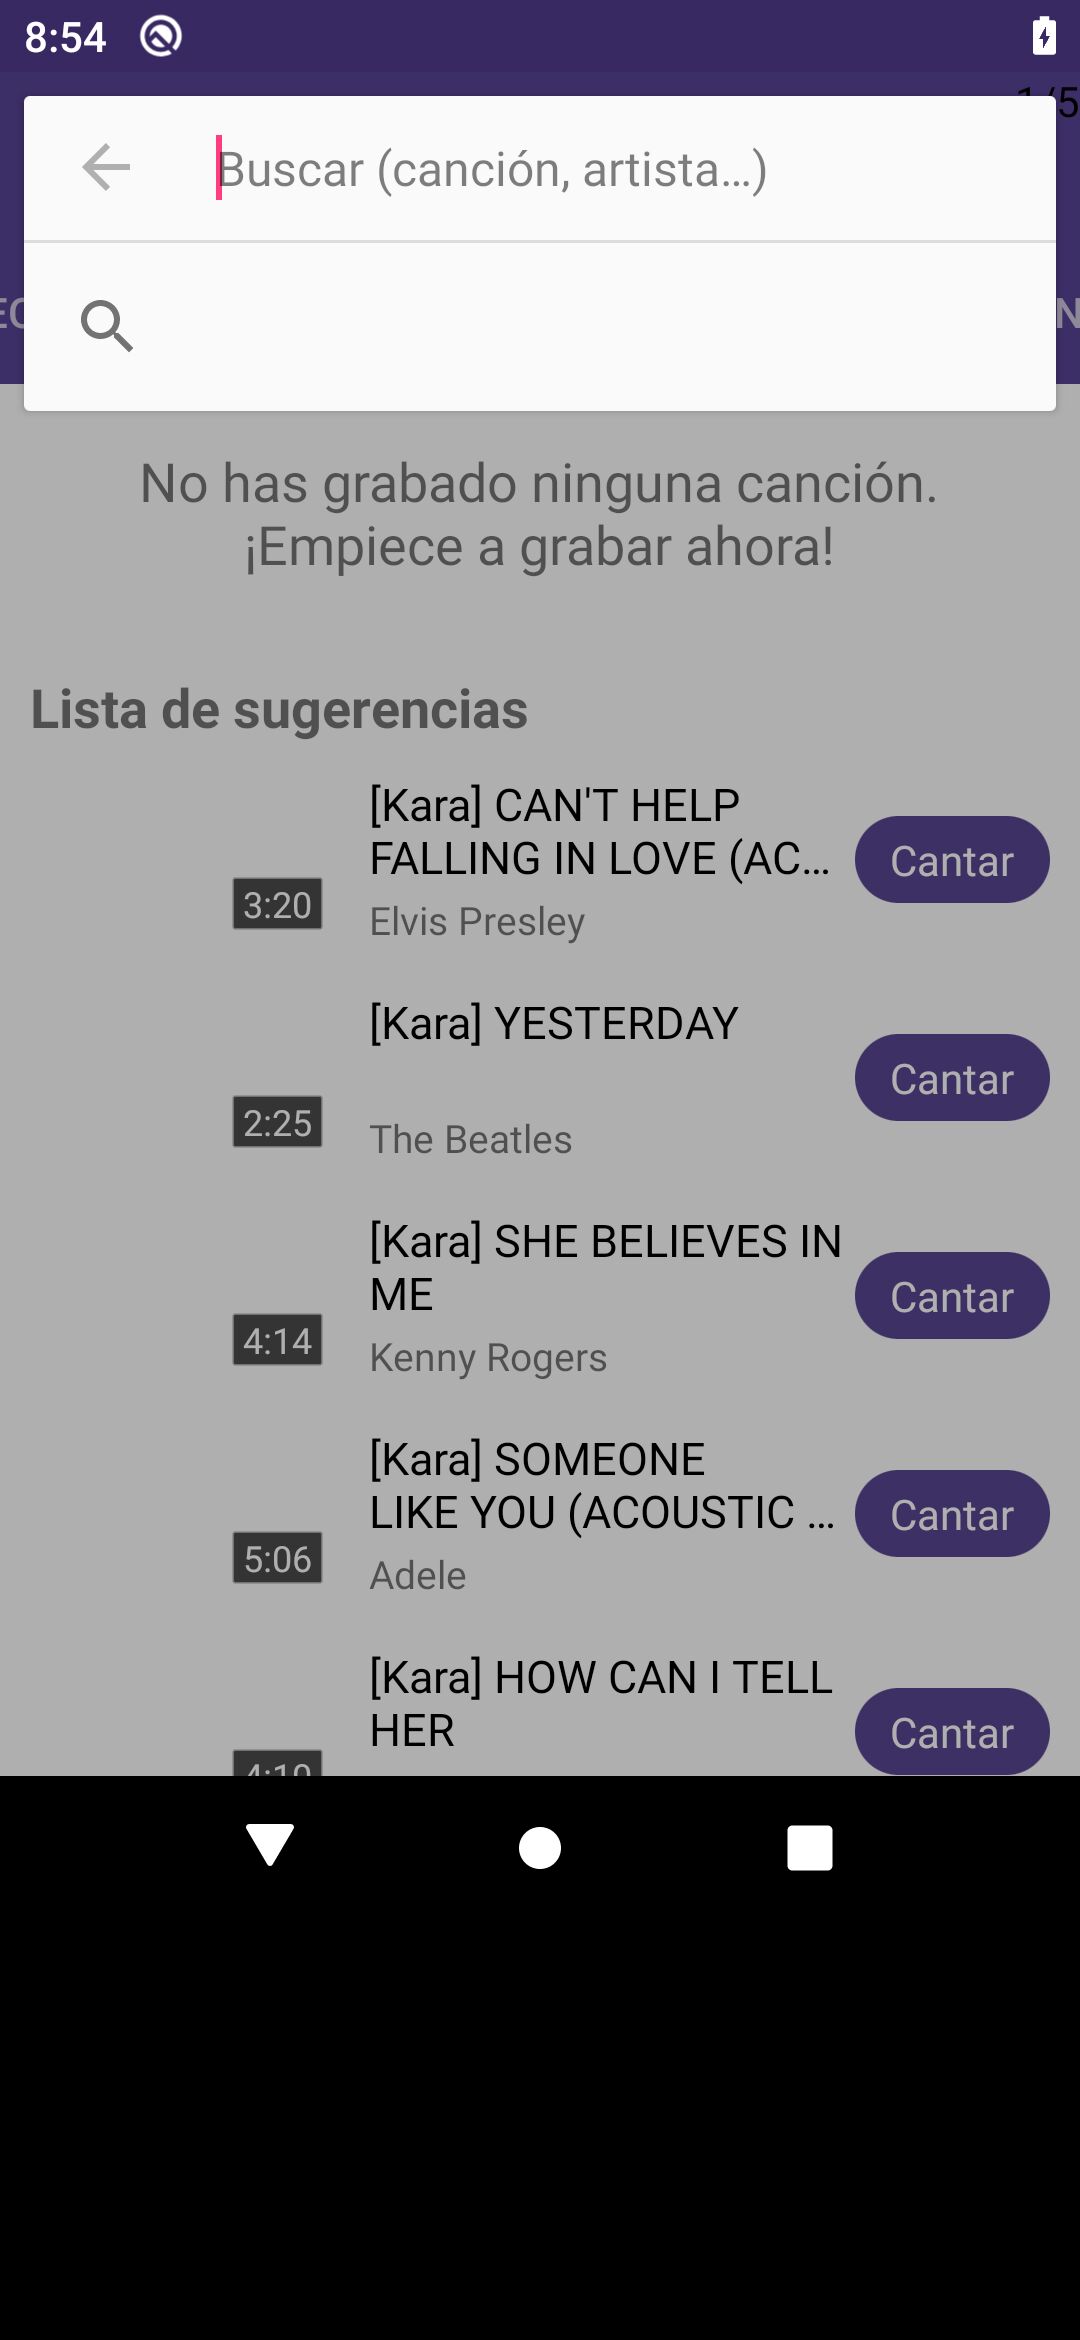 8:54
1/5
Buscar (canción, artista...)
No has grabado ninguna canción.
¡Empiece a grabar ahora!
Lista de sugerencias
[Kara] CAN'T HELP
FALLING IN LOVE (AC...
Cantar
3:20
Elvis Presley
[Kara] YESTERDAY
Cantar
2:25
The Beatles
[Kara] SHE BELIEVES IN
ME
Cantar
4:14
Kenny Rogers
[Kara] SOMEONE
LIKE YOU (ACOUSTIC ...
Cantar
5:06
Adele
[Kara] HOW CAN I TELL
HER
Cantar